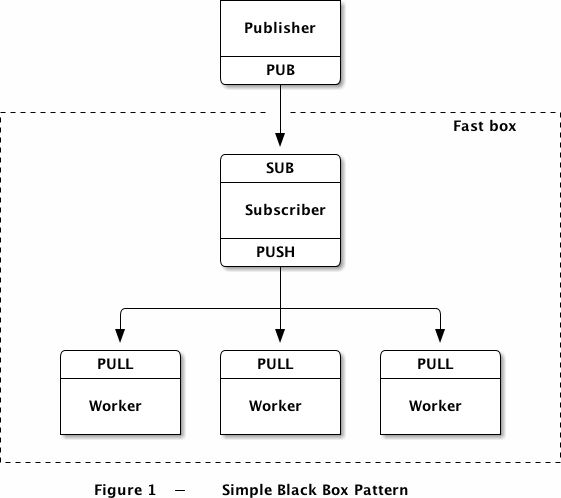 Publisher
PUB
Fast box
SUB
Subscriber
PUSH
PULL PULL PULL
Worker Worker Worker
Figure 1 — Simple Black Box Pattern